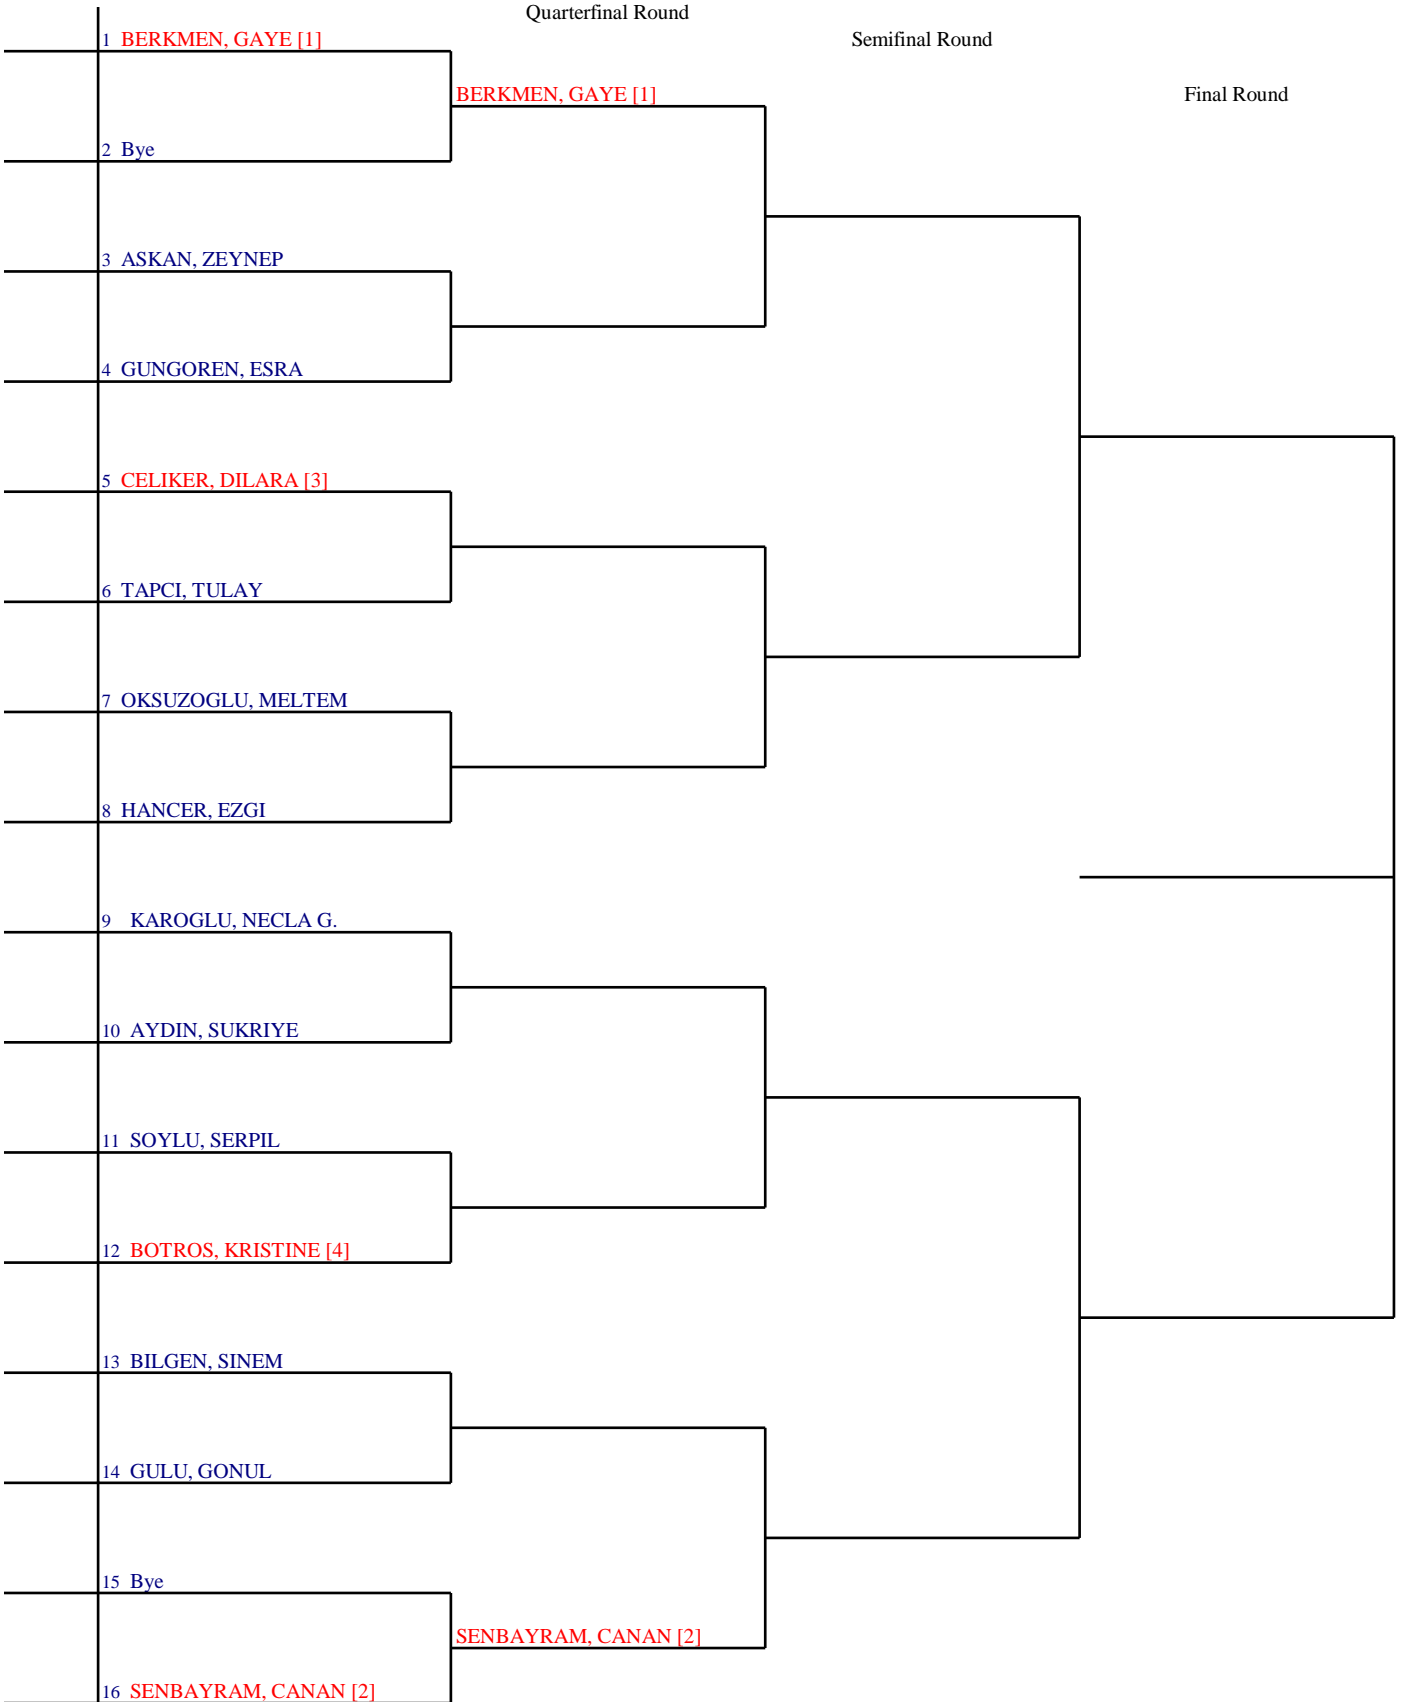 Quarterfinal Round
1 BERKMEN, GAYE [1]
Semifinal Round
BERKMEN, GAYE [1]
Final Round
2 Bye
3 ASKAN, ZEYNEP
4 GUNGOREN, ESRA
5 CELIKER, DILARA [3]
6 TAPCI, TULAY
7 OKSUZOGLU, MELTEM
8 HANCER, EZGI
9 KAROGLU, NECLA G.
10 AYDIN, SUKRIYE
11 SOYLU, SERPIL
12 BOTROS, KRISTINE [4]
13 BILGEN, SINEM
14 GULU, GONUL
15 Bye
SENBAYRAM, CANAN [2]
16 SENBAYRAM, CANAN [2]